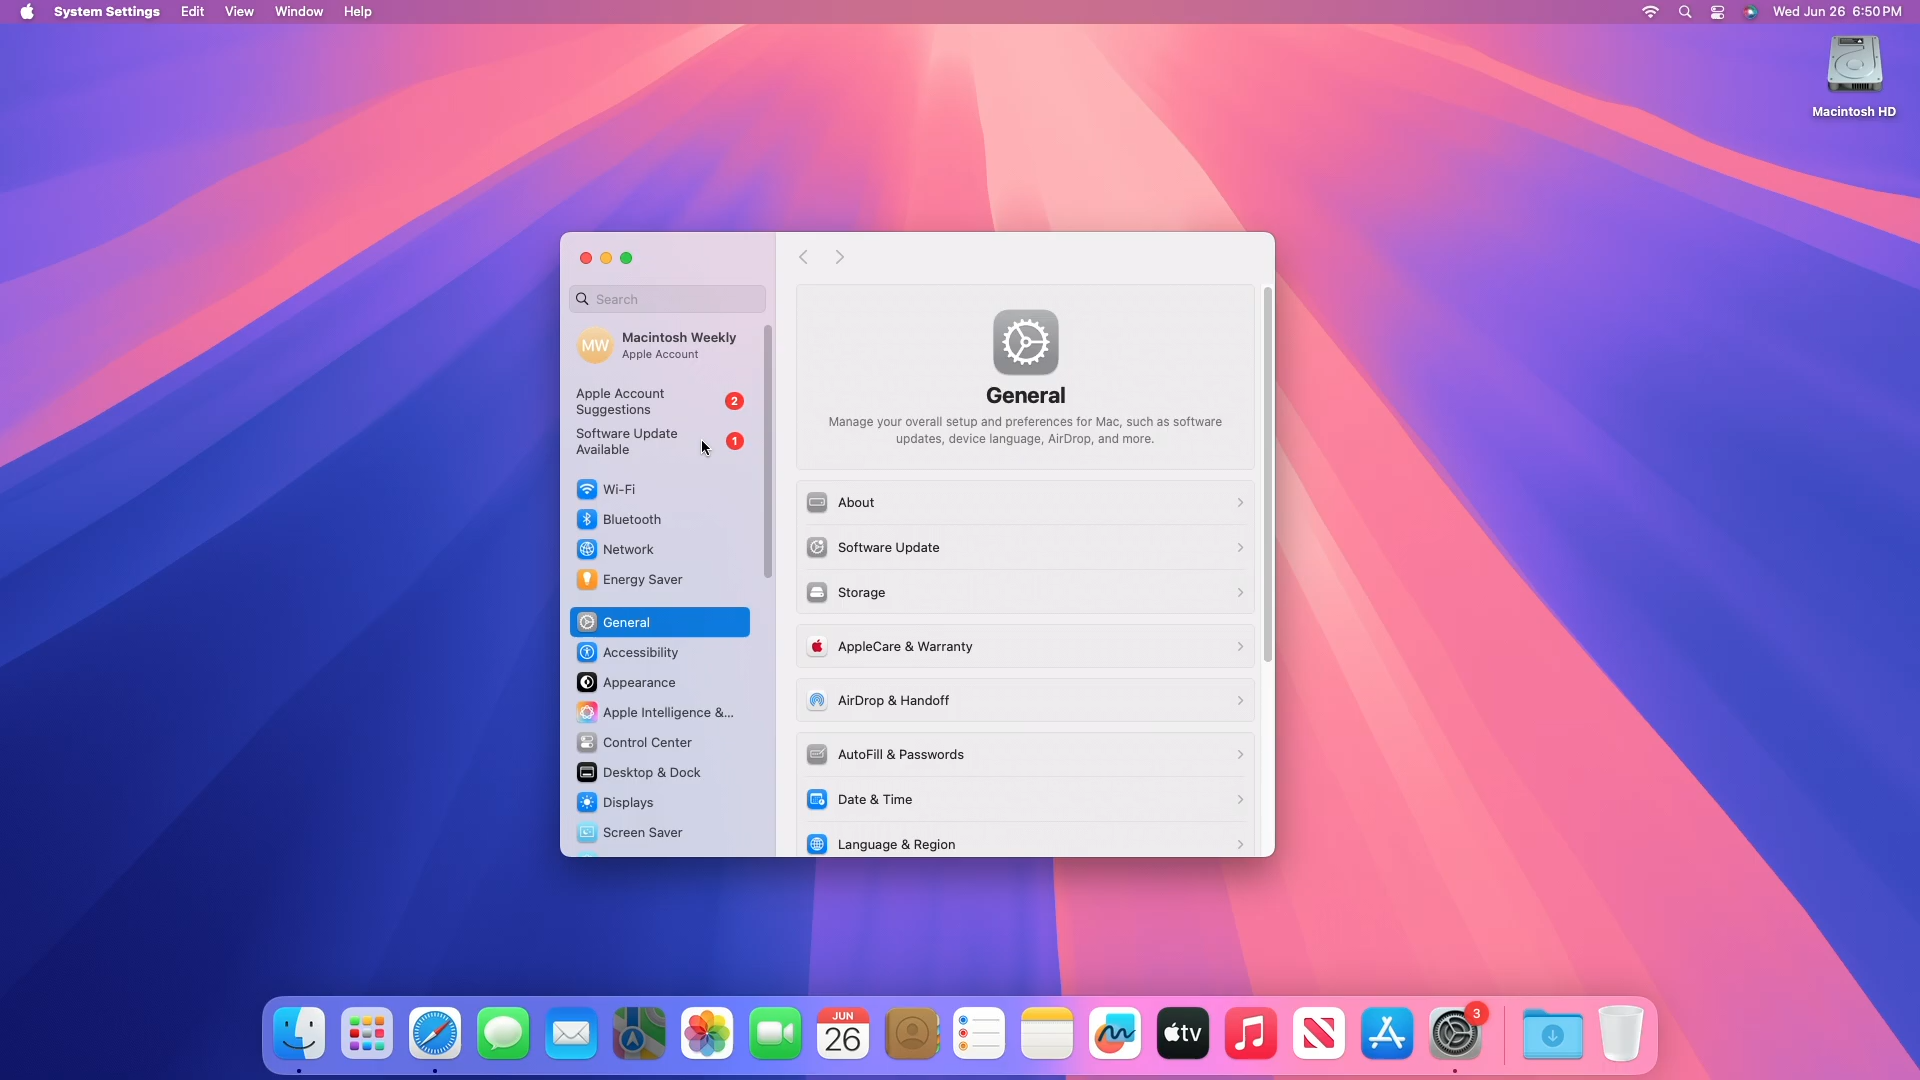 System Settings Edit View Window Help
Wed Jun 26 6:50 PM
Macintosh HD
Search
MW
Macintosh Weekly
Apple Account
Apple Account
Suggestions
2
Software Update
Available
1
Wi-Fi
Bluetooth
Network
Energy Saver
General
Accessibility
Appearance
Apple Intelligence &...
Control Center
Desktop & Dock
Displays
Screen Saver
General
Manage your overall setup and preferences for Mac, such as software
updates, device language, AirDrop, and more.
About
Software Update
Storage
AppleCare & Warranty
AirDrop & Handoff
AutoFill & Passwords
Date & Time
Language & Region
JUN
26
tv
3